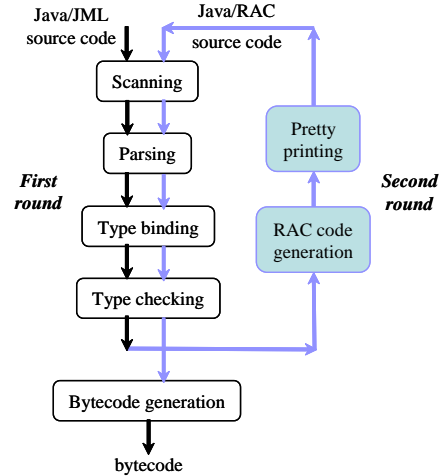 Java/JML
source code
Java/RAC
source code
Scanning
Parsing
Pretty
printing
First
round
Second
round
Type binding
RAC code
generation
Type checking
Bytecode generation
bytecode